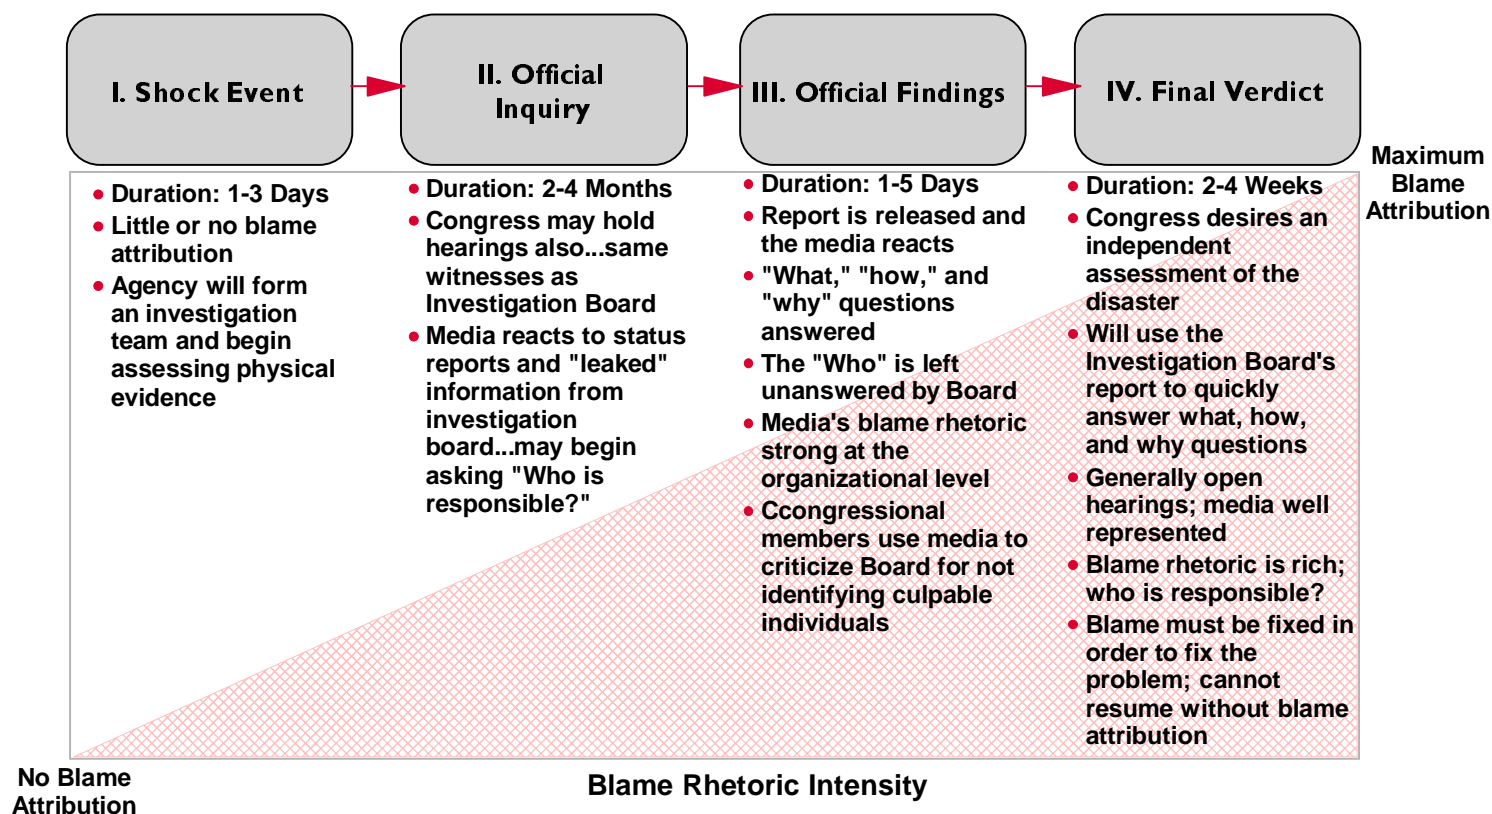 I. Shock Event
II. Official
Inquiry
III. Official Findings
IV. Final Verdict
Maximum
Blame
Attribution
• Duration: 1-3 Days
• Little or no blame
attribution
• Agency will form
an investigation
team and begin
assessing physical
evidence
• Duration: 2-4 Months
• Congress may hold
hearings also...same
witnesses as
Investigation Board
• Media reacts to status
reports and "leaked"
information from
investigation
board...may begin
asking "Who is
responsible?"
• Duration: 1-5 Days
• Report is released and
the media reacts
• "What," "how," and
"why" questions
answered
• The "Who" is left
unanswered by Board
• Media's blame rhetoric
strong at the
organizational level
• Ccongressional
members use media to
criticize Board for not
identifying culpable
individuals
• Duration: 2-4 Weeks
• Congress desires an
independent
assessment of the
disaster
• Will use the
Investigation Board's
report to quickly
answer what, how,
and why questions
• Generally open
hearings; media well
represented
• Blame rhetoric is rich;
who is responsible?
• Blame must be fixed in
order to fix the
problem; cannot
resume without blame
attribution
No Blame
Attribution
Blame Rhetoric Intensity